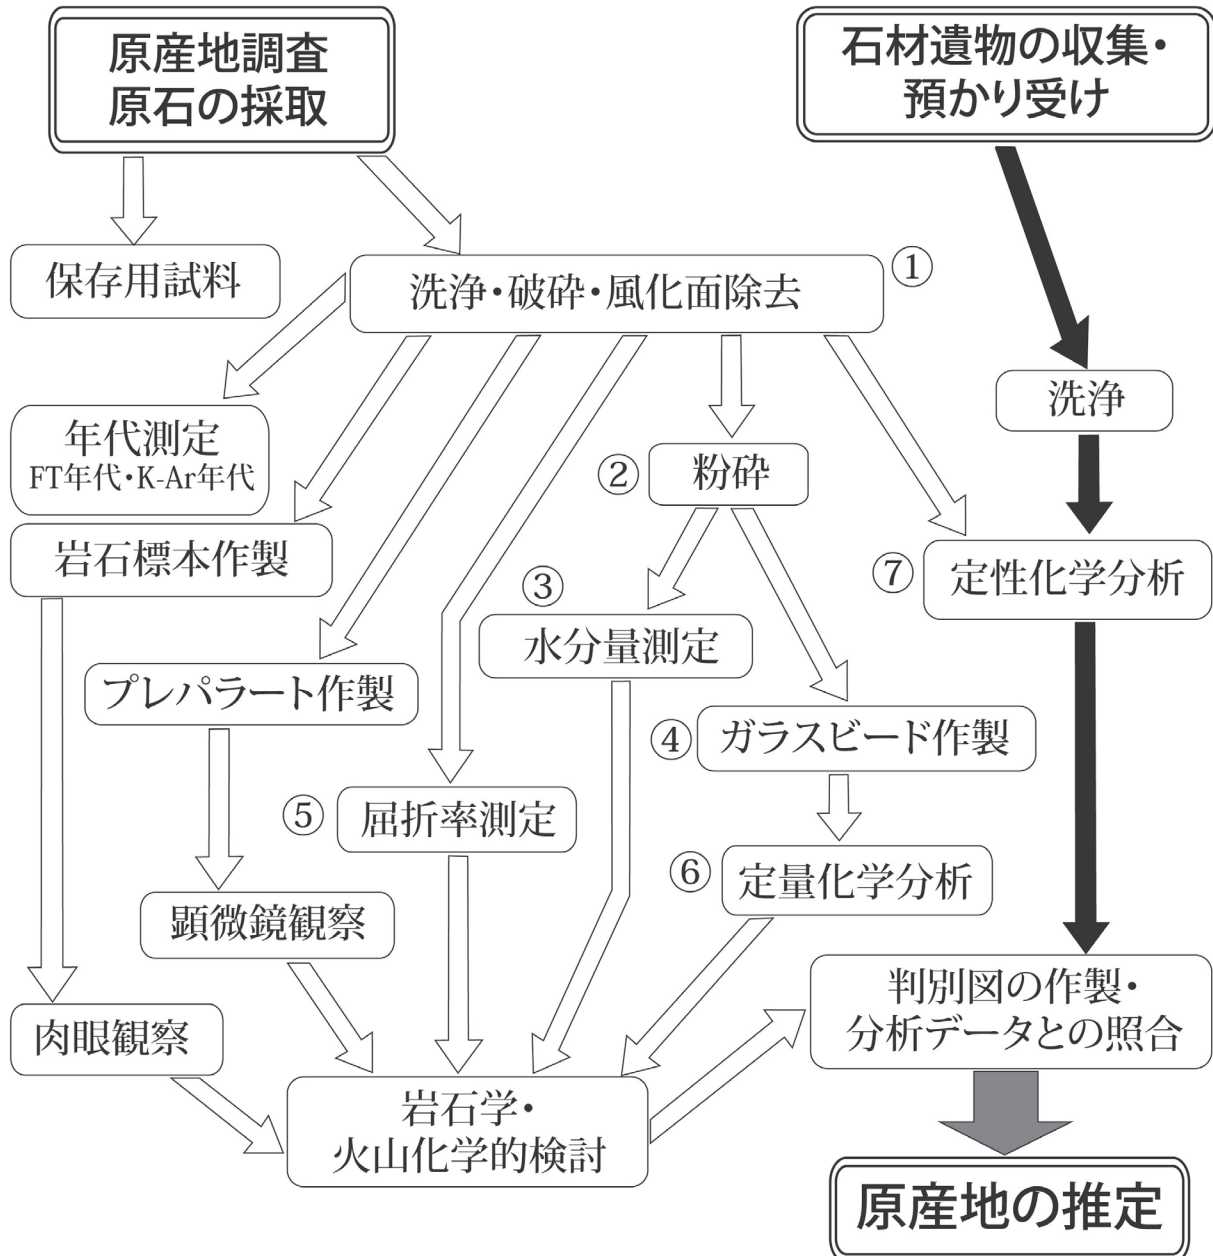 原産地調査
原石の採取
石材遺物の収集・
預かり受け
保存用試料
洗浄・破砕・風化面除去
①
年代測定
FT年代・K-Ar年代
②
粉砕
洗浄
岩石標本作製
③
水分量測定
⑦
定性化学分析
プレパラート作製
④
ガラスビード作製
⑤
屈折率測定
⑥
定量化学分析
顕微鏡観察
肉眼観察
判別図の作製・
分析データとの照合
岩石学・
火山化学的検討
原産地の推定